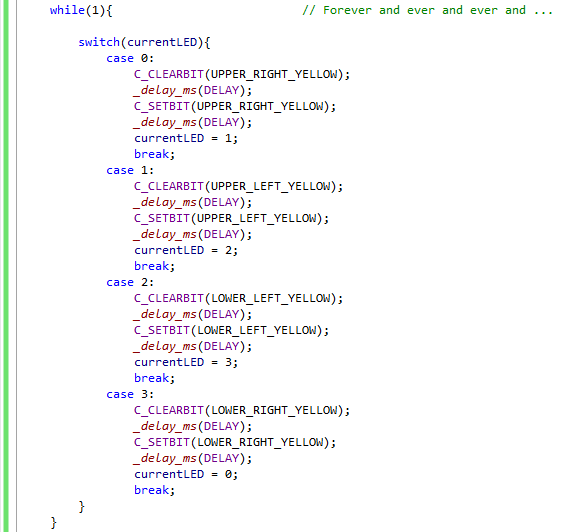 while(1){ // Forever and ever and ever and ...
switch(currentLED){
case 0:
C_CLEARBIT(UPPER_RIGHT_YELLOW);
_delay_ms(DELAY);
C_SETBIT(UPPER_RIGHT_YELLOW);
_delay_ms(DELAY);
currentLED = 1;
break;
case 1:
C_CLEARBIT(UPPER_LEFT_YELLOW);
_delay_ms(DELAY);
C_SETBIT(UPPER_LEFT_YELLOW);
_delay_ms(DELAY);
currentLED = 2;
break;
case 2:
C_CLEARBIT(LOWER_LEFT_YELLOW);
_delay_ms(DELAY);
C_SETBIT(LOWER_LEFT_YELLOW);
_delay_ms(DELAY);
currentLED = 3;
break;
case 3:
C_CLEARBIT(LOWER_RIGHT_YELLOW);
_delay_ms(DELAY);
C_SETBIT(LOWER_RIGHT_YELLOW);
_delay_ms(DELAY);
currentLED = 0;
break;
}
}